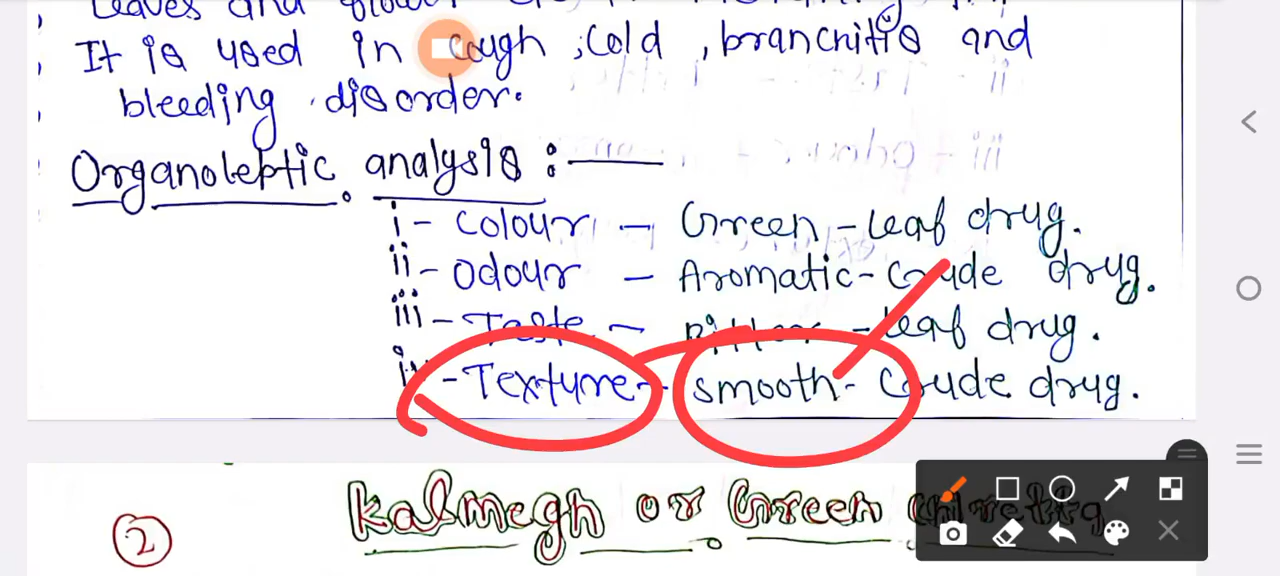 It is used in cough ,cold , branchitis and
bleeding disorder.
Organoleptic analysis :—
i - Colour — Green - Leaf drug.
ii - Odour — Aromatic - Crude drug.
iii - Taste — Bitter - Leaf drug.
iv - Texture - smooth - Crude drug.
② Kalmegh or Green chiretta